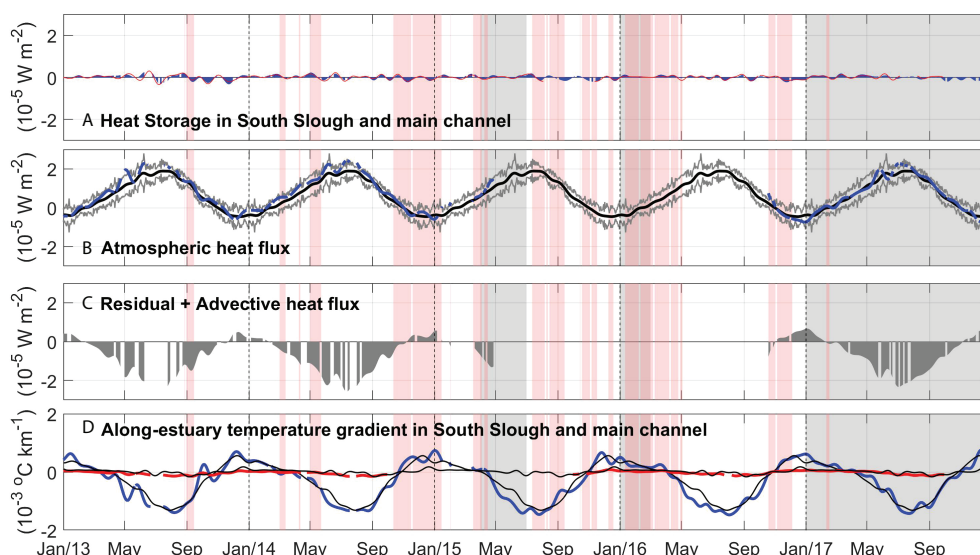 (10-5 W m-2)
2
0
-2
A Heat Storage in South Slough and main channel
(10-5 W m-2)
2
0
-2
B Atmospheric heat flux
(10-5 W m-2)
2
0
-2
C Residual + Advective heat flux
(10-3 oC km-1)
2
0
-2
D Along-estuary temperature gradient in South Slough and main channel
Jan/13 May Sep Jan/14 May Sep Jan/15 May Sep Jan/16 May Sep Jan/17 May Sep